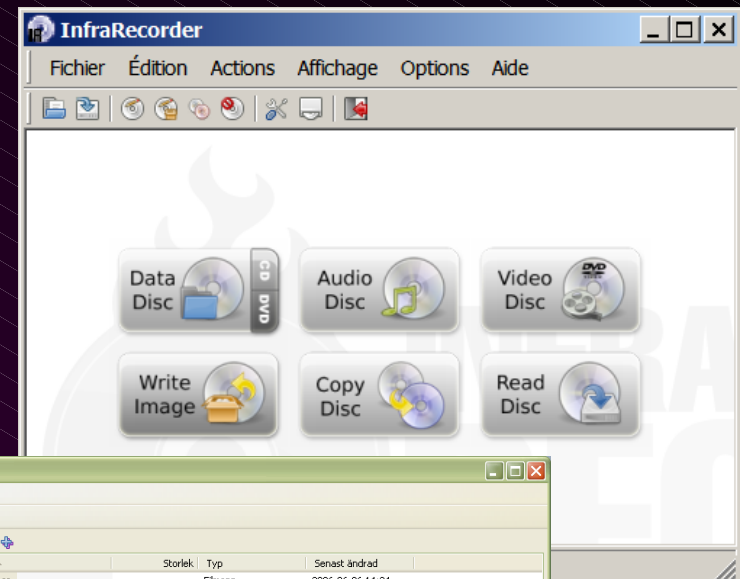 InfraRecorder
Fichier Édition Actions Affichage Options Aide
Data Disc CD DVD
Audio Disc
Video Disc DVD
Write Image
Copy Disc
Read Disc
INFRA
Storlek Typ Senast ändrad